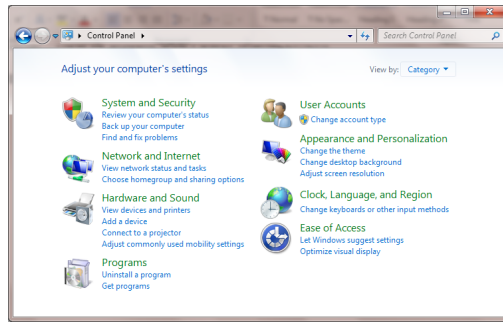 Control Panel
Search Control Panel
Adjust your computer's settings
View by: Category
System and Security
Review your computer's status
Back up your computer
Find and fix problems
Network and Internet
View network status and tasks
Choose homegroup and sharing options
Hardware and Sound
View devices and printers
Add a device
Connect to a projector
Adjust commonly used mobility settings
Programs
Uninstall a program
Get programs
User Accounts
Change account type
Appearance and Personalization
Change the theme
Change desktop background
Adjust screen resolution
Clock, Language, and Region
Change keyboards or other input methods
Ease of Access
Let Windows suggest settings
Optimize visual display